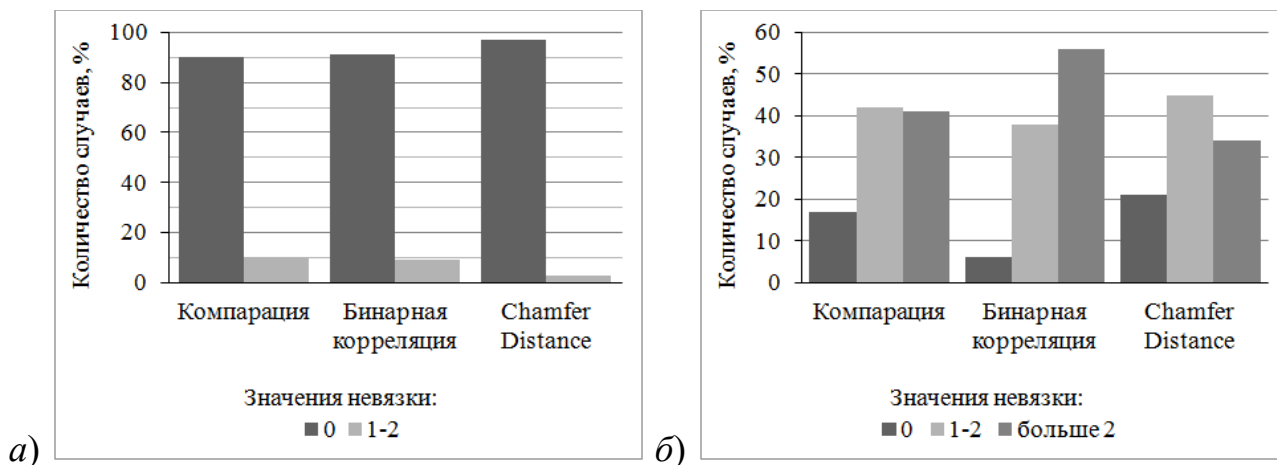 Количество случаев, %
100
80
60
40
20
0
Компарация
Бинарная
корреляция
Chamfer
Distance
Значения невязки:
0 1-2
а)
Количество случаев, %
60
50
40
30
20
10
0
Компарация
Бинарная
корреляция
Chamfer
Distance
Значения невязки:
0 1-2 больше 2
б)